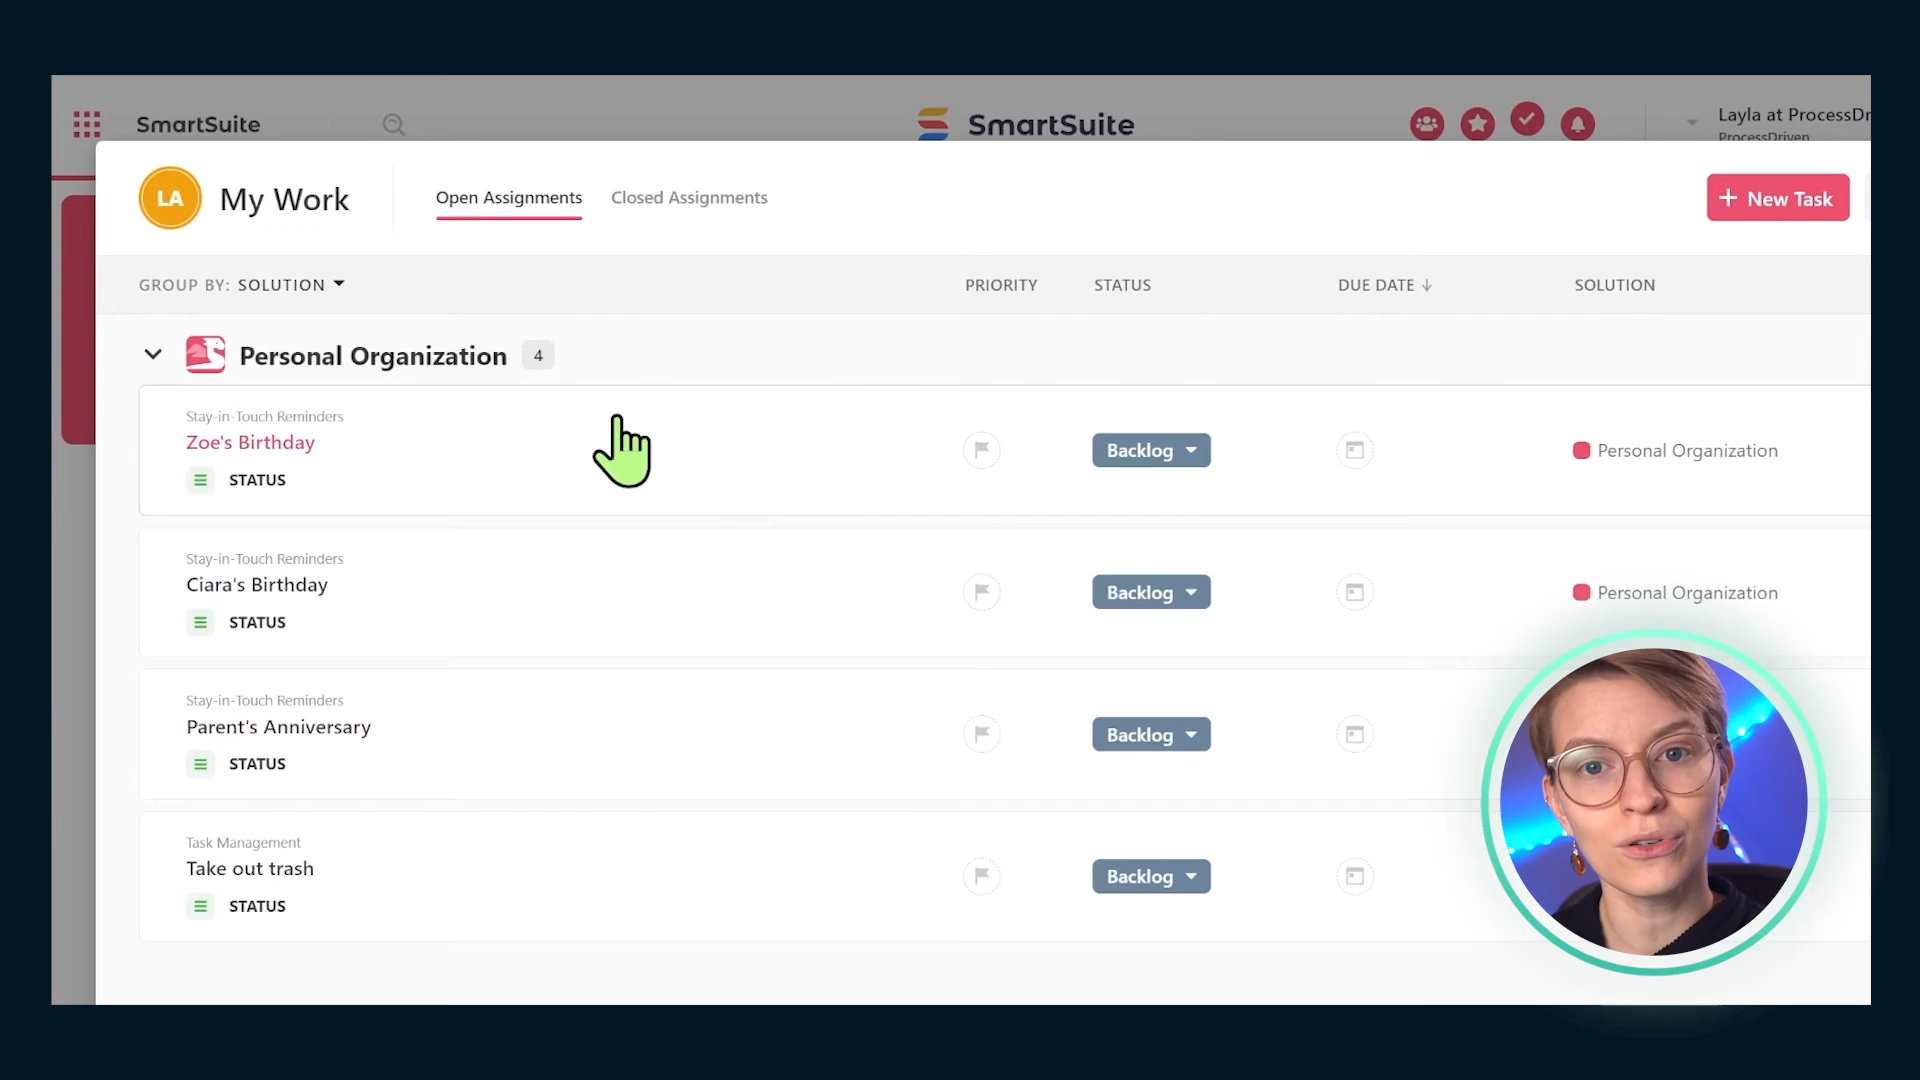 SmartSuite
SmartSuite
Layla at ProcessDr
ProcessDriven
LA
My Work
Open Assignments
Closed Assignments
+ New Task
GROUP BY: SOLUTION
PRIORITY
STATUS
DUE DATE ↓
SOLUTION
Personal Organization
4
Stay-in-Touch Reminders
Zoe's Birthday
STATUS
Backlog
Personal Organization
Stay-in-Touch Reminders
Ciara's Birthday
STATUS
Backlog
Personal Organization
Stay-in-Touch Reminders
Parent's Anniversary
STATUS
Backlog
Task Management
Take out trash
STATUS
Backlog